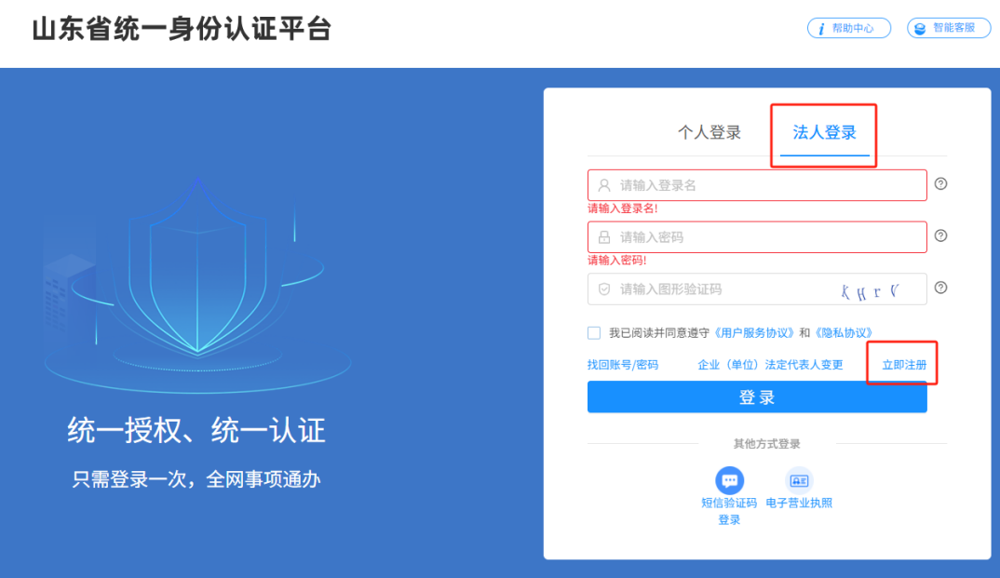 山东省统一身份认证平台
帮助中心
智能客服
个人登录
法人登录
请输入登录名
请输入登录名!
请输入密码
请输入密码!
请输入图形验证码
KHrV
我已阅读并同意遵守《用户服务协议》和《隐私协议》
找回账号/密码
企业（单位）法定代表人变更
立即注册
登录
其他方式登录
短信验证码
登录
电子营业执照
统一授权、统一认证
只需登录一次，全网事项通办